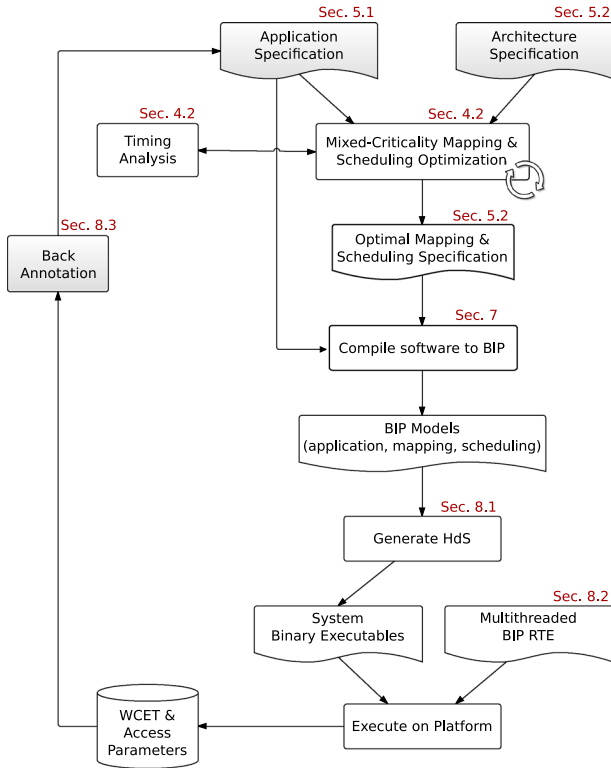 Sec. 5.1
Sec. 5.2
Application
Specification
Architecture
Specification
Sec. 4.2
Sec. 4.2
Timing
Analysis
Mixed-Criticality Mapping &
Scheduling Optimization
Sec. 5.2
Sec. 8.3
Optimal Mapping &
Scheduling Specification
Back
Annotation
Sec. 7
Compile software to BIP
BIP Models
(application, mapping, scheduling)
Sec. 8.1
Generate HdS
Sec. 8.2
System
Binary Executables
Multithreaded
BIP RTE
WCET &
Access
Parameters
Execute on Platform